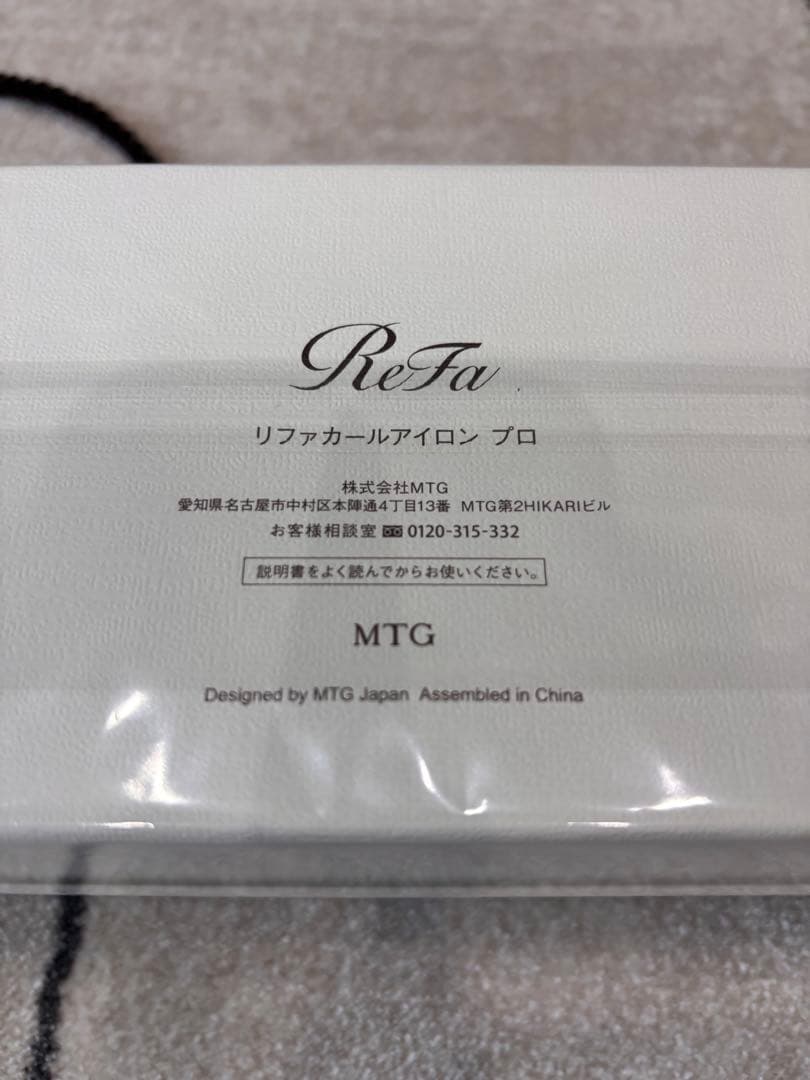 ReFa
リファカールアイロン プロ
株式会社MTG
愛知県名古屋市中村区本陣通4丁目13番 MTG第2HIKARIビル
お客様相談室 0120-315-332
説明書をよく読んでからお使いください。
MTG
Designed by MTG Japan Assembled in China